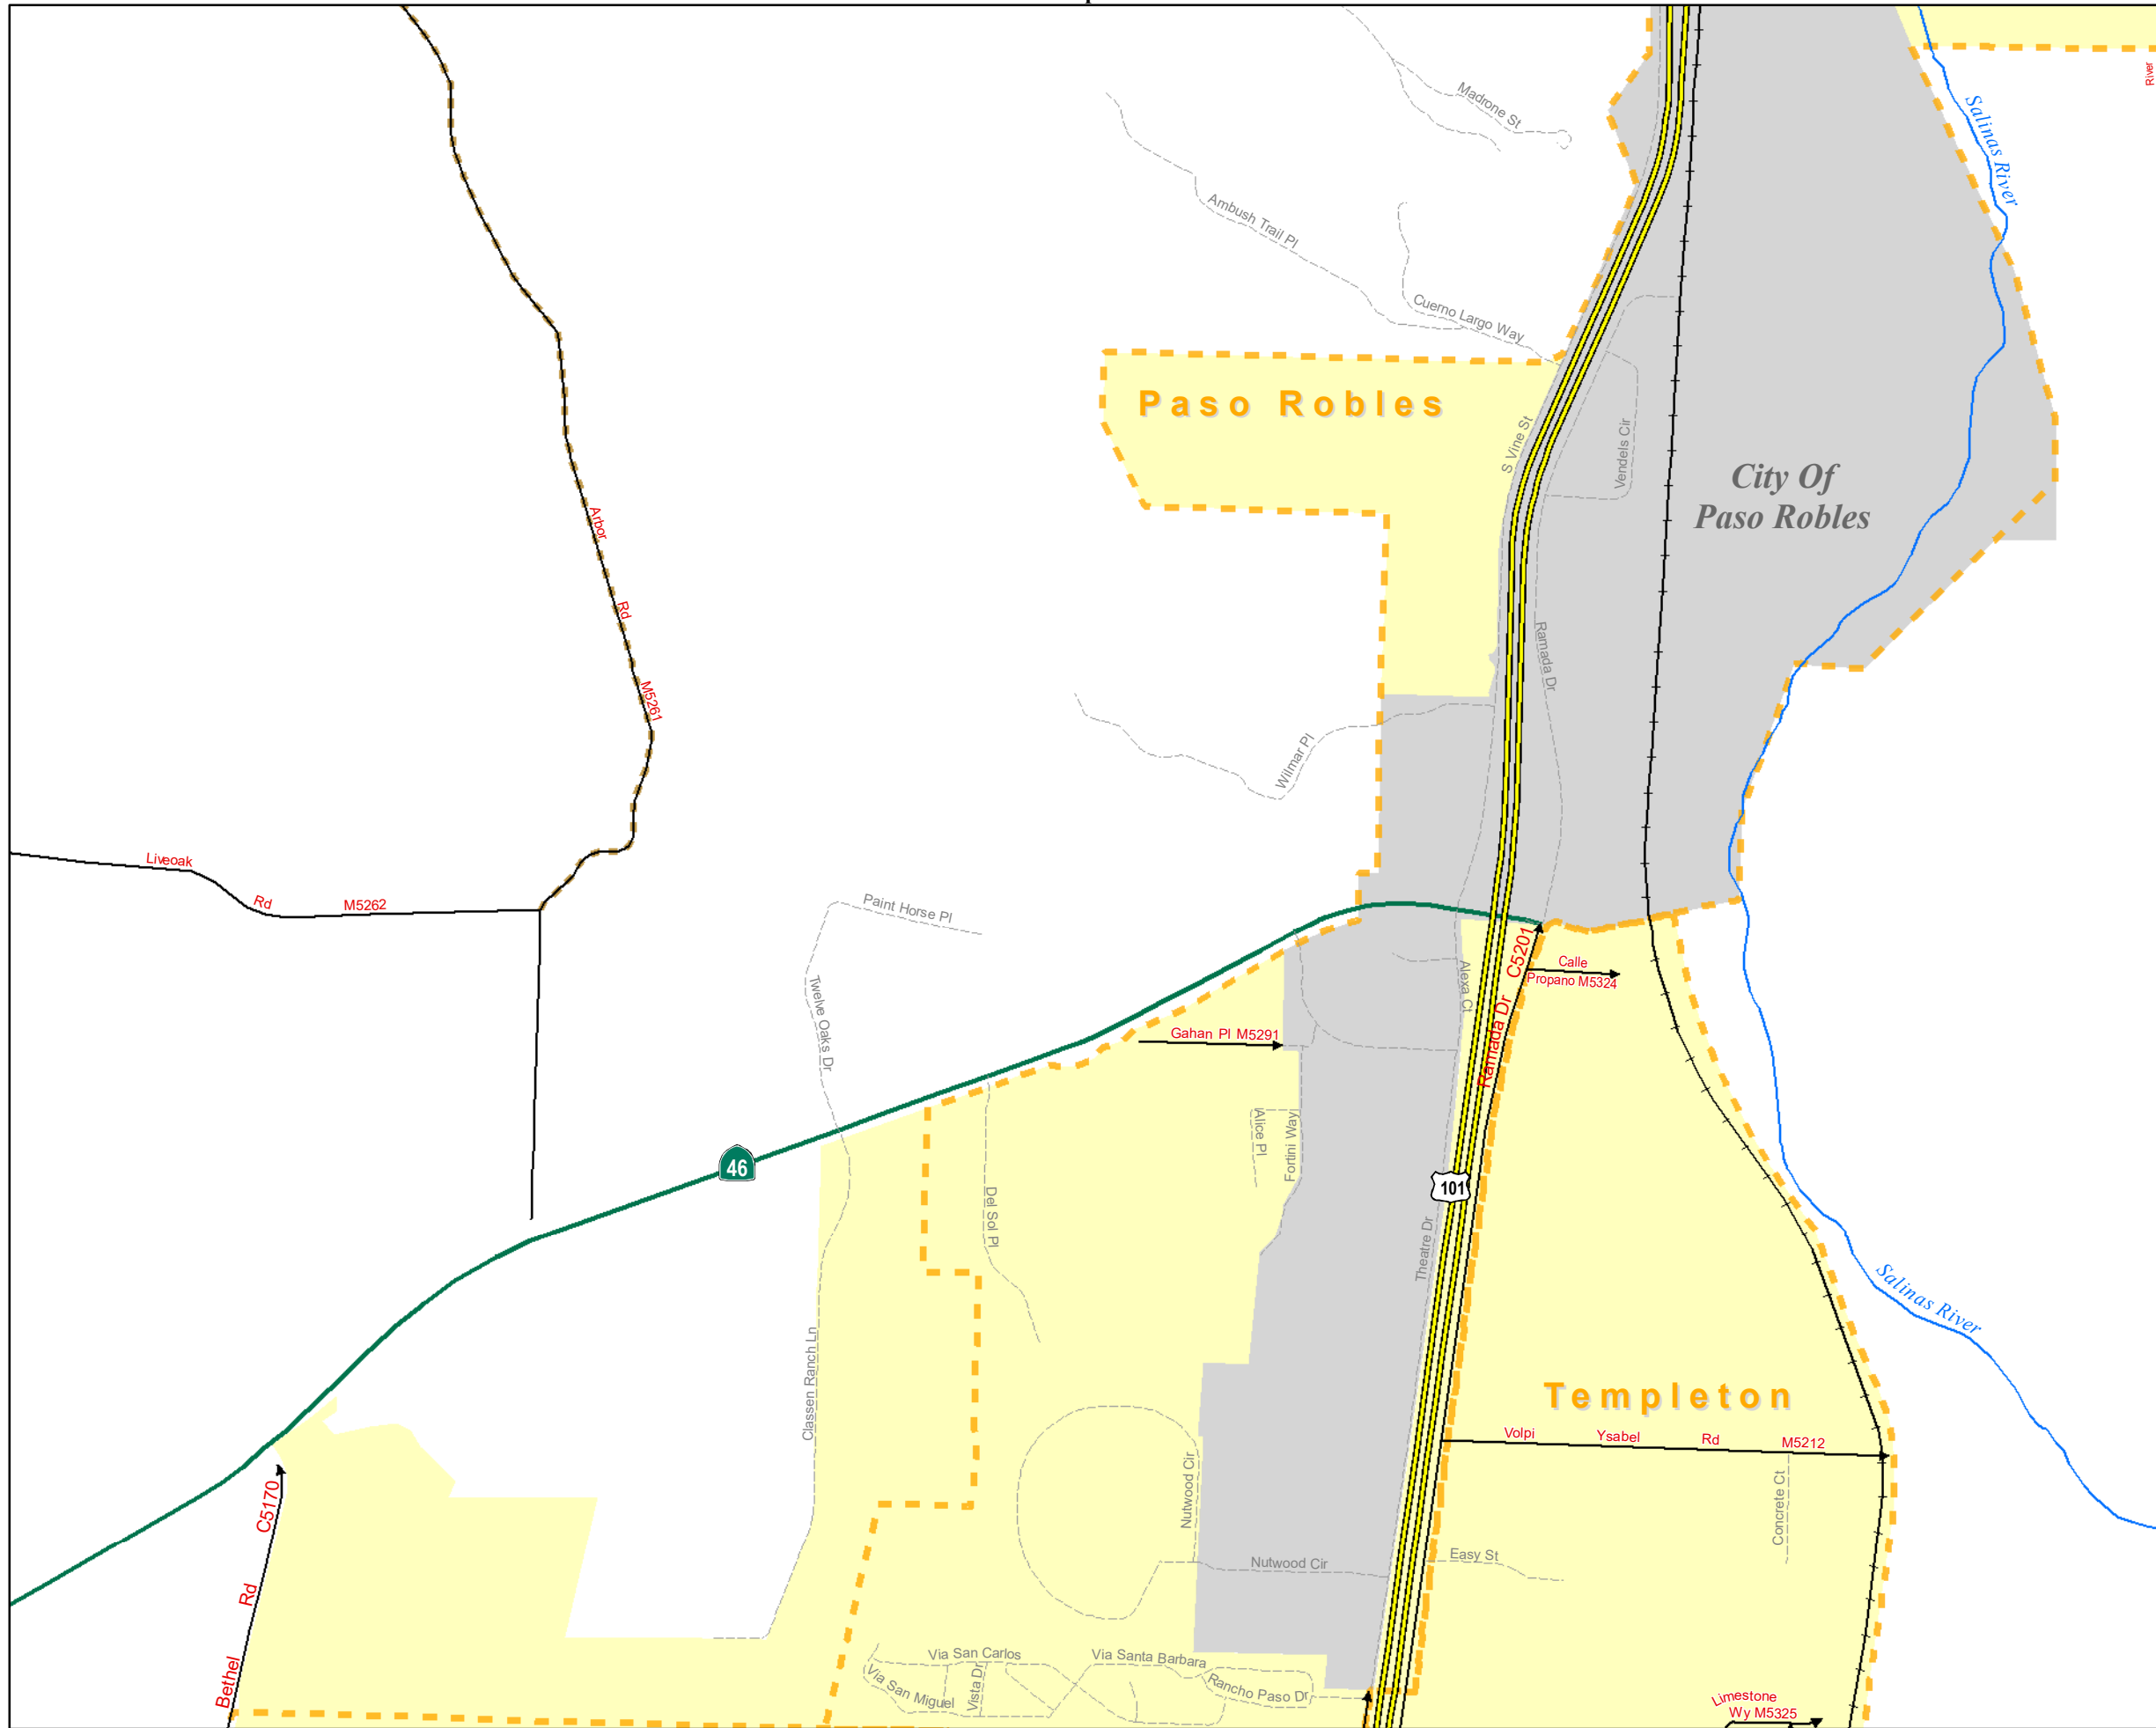 River
Salinas River
Madrone St
Ambush Trail Pl
Cuerno Largo Way
Paso Robles
S Vine St
Vendels Cir
City Of
Paso Robles
Arbor
Rd
M5261
Ramada Dr
Wilmar Pl
Liveoak
Rd
M5262
Paint Horse Pl
Twelve Oaks Dr
Alexa Ct
C5201
Ramada Dr
Calle
Propano M5324
Gahan Pl M5291
Alice Pl
Fortini Way
46
101
Del Sol Pl
Theatre Dr
Salinas River
Classen Ranch Ln
Templeton
Volpi Ysabel Rd M5212
Concrete Ct
C5170
Rd
Bethel
Nutwood Cir
Nutwood Cir
Easy St
Via San Carlos
Via Santa Barbara
Via San Miguel
Vista Dr
Rancho Paso Dr
Limestone
Wy M5325